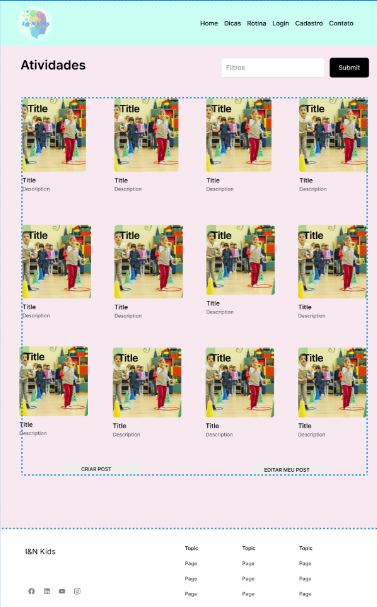 Home Dicas Rotina Login Cadastro Contato
Atividades
Filtros
Submit
Title Title Title Title
Title Title Title Title
Description Description Description Description
Title Title Title Title
Title Title Title Title
Description Description Description Description
Title Title Title Title
Title Title Title Title
Description Description Description Description
CRIAR POST EDITAR MEU POST
I&N Kids
Topic Topic Topic
Page Page Page
Page Page Page
Page Page Page